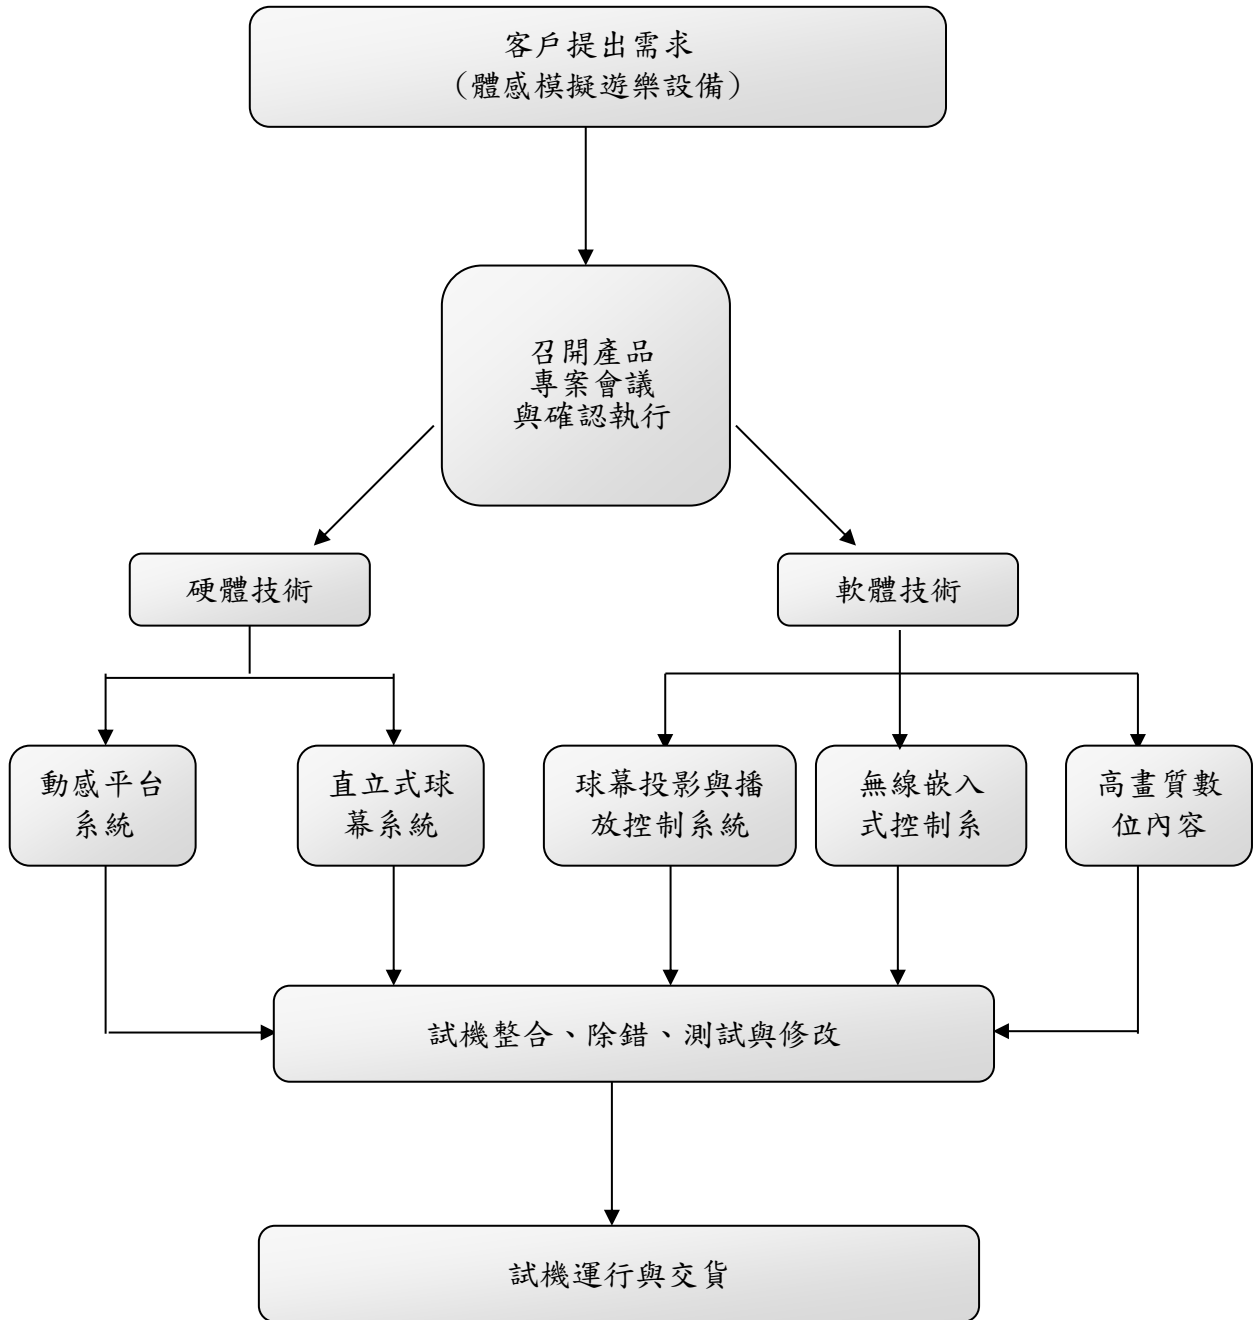 客戶提出需求
（體感模擬遊樂設備）
召開產品
專案會議
與確認執行
硬體技術
軟體技術
動感平台
系統
直立式球
幕系統
球幕投影與播
放控制系統
無線嵌入
式控制系
高畫質數
位內容
試機整合、除錯、測試與修改
試機運行與交貨